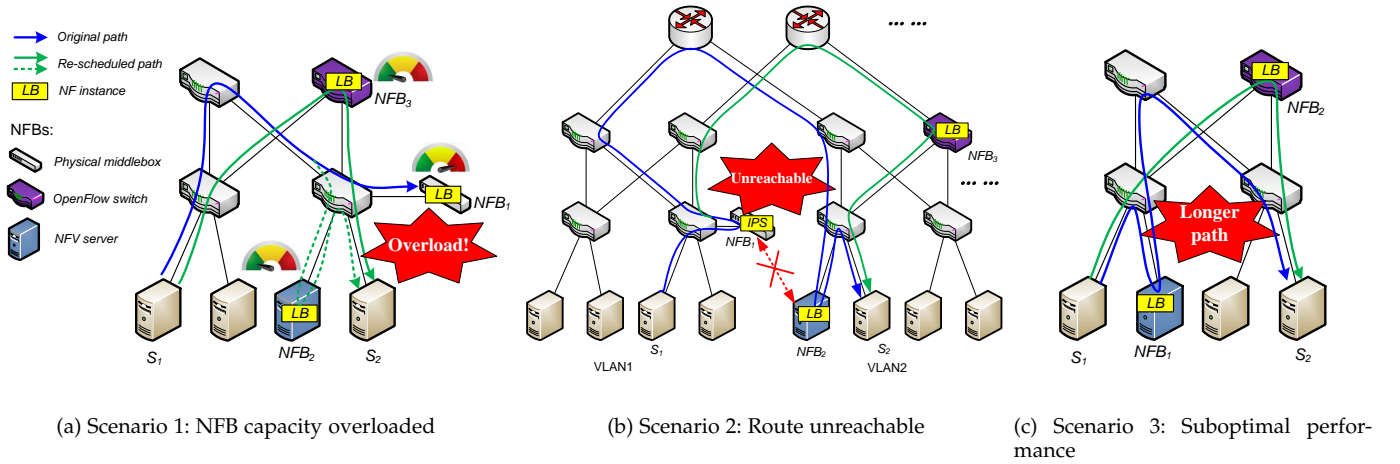 Original path
Re-scheduled path
LB
NF instance
NFBs:
Physical middlebox
OpenFlow switch
NFV server
LB
NFB3
LB
NFB1
Overload!
LB
S1
NFB2
S2
(a) Scenario 1: NFB capacity overloaded
... ...
LB
NFB3
Unreachable
... ...
IPS
NFB1
LB
S1
NFB2
S2
VLAN1
VLAN2
(b) Scenario 2: Route unreachable
LB
NFB2
Longer
path
LB
S1
NFB1
S2
(c) Scenario 3: Suboptimal perfor-
mance